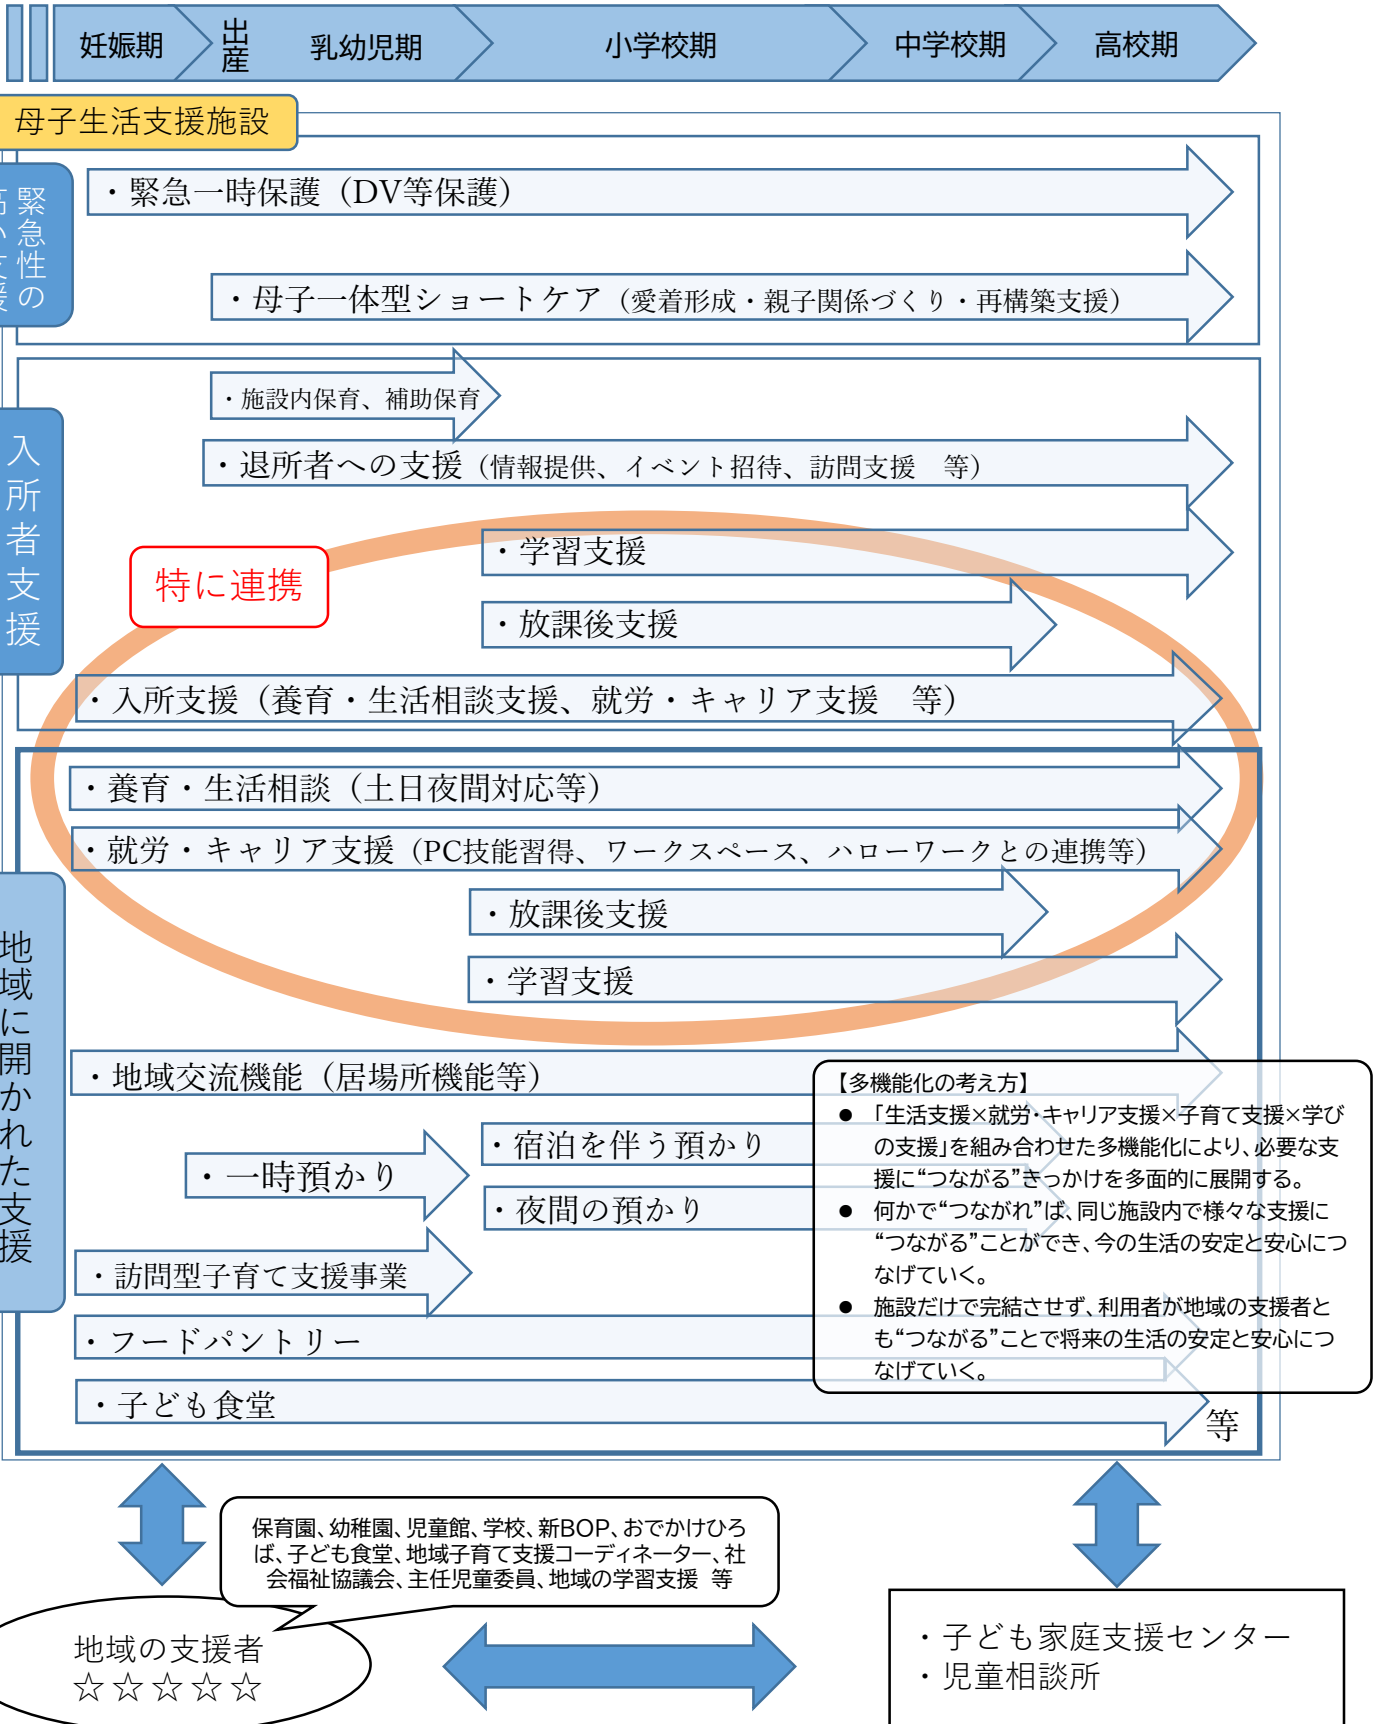 妊娠期
出産
乳幼児期
小学校期
中学校期
高校期
母子生活支援施設
緊急性の
高い支援
・緊急一時保護（DV等保護）
・母子一体型ショートケア（愛着形成・親子関係づくり・再構築支援）
入所者支援
・施設内保育、補助保育
・退所者への支援（情報提供、イベント招待、訪問支援　等）
・学習支援
特に連携
・放課後支援
・入所支援（養育・生活相談支援、就労・キャリア支援　等）
地域に開かれた支援
・養育・生活相談（土日夜間対応等）
・就労・キャリア支援（PC技能習得、ワークスペース、ハローワークとの連携等）
・放課後支援
・学習支援
・地域交流機能（居場所機能等）
・宿泊を伴う預かり
・一時預かり
・夜間の預かり
・訪問型子育て支援事業
・フードパントリー
・子ども食堂
等
【多機能化の考え方】
● 「生活支援×就労・キャリア支援×子育て支援×学び
の支援」を組み合わせた多機能化により、必要な支
援に“つながる”きっかけを多面的に展開する。
● 何かで“つながれ”ば、同じ施設内で様々な支援に
“つながる”ことができ、今の生活の安定と安心につ
なげていく。
● 施設だけで完結させず、利用者が地域の支援者と
も“つながる”ことで将来の生活の安定と安心につ
なげていく。
保育園、幼稚園、児童館、学校、新BOP、おでかけひろ
ば、子ども食堂、地域子育て支援コーディネーター、社
会福祉協議会、主任児童委員、地域の学習支援 等
地域の支援者
☆☆☆☆☆
・子ども家庭支援センター
・児童相談所